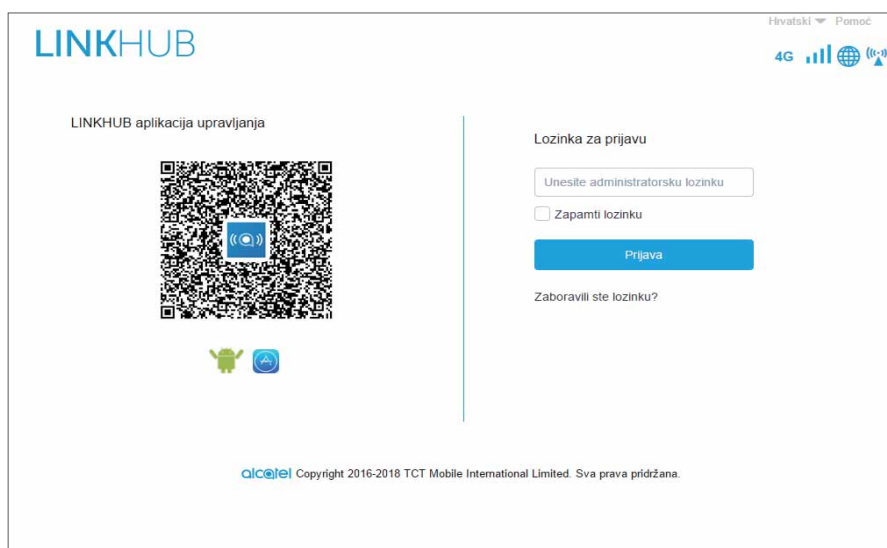 Hrvatski Pomoć
LINKHUB
4G
LINKHUB aplikacija upravljanja
Lozinka za prijavu
Unesite administratorsku lozinku
Zapamti lozinku
Prijava
Zaboravili ste lozinku?
alcatel Copyright 2016-2018 TCT Mobile International Limited. Sva prava pridržana.